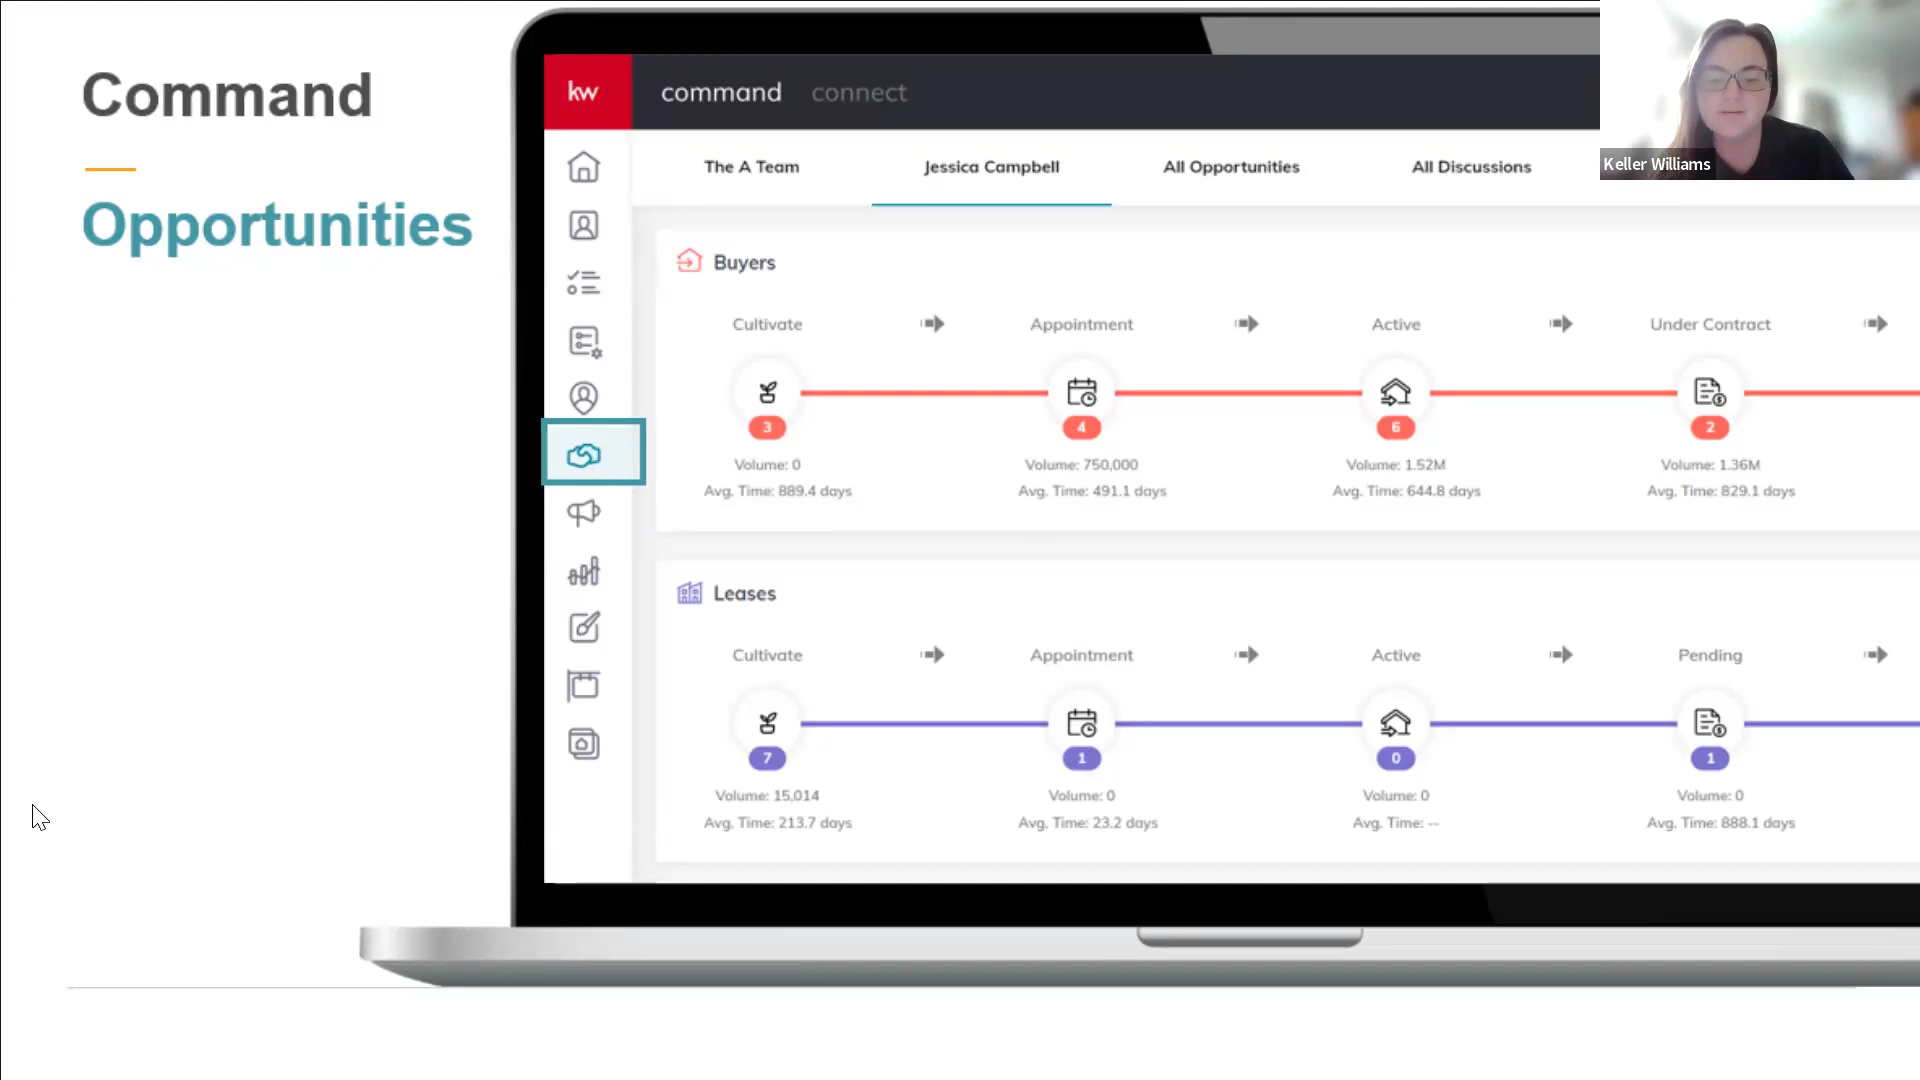 Command
Opportunities
kw
command connect
Keller Williams
The A Team Jessica Campbell All Opportunities All Discussions
Buyers
Cultivate Appointment Active Under Contract
3 4 6 2
Volume: 0 Volume: 750,000 Volume: 1.52M Volume: 1.36M
Avg. Time: 889.4 days Avg. Time: 491.1 days Avg. Time: 644.8 days Avg. Time: 829.1 days
Leases
Cultivate Appointment Active Pending
7 1 0 1
Volume: 15,014 Volume: 0 Volume: 0 Volume: 0
Avg. Time: 213.7 days Avg. Time: 23.2 days Avg. Time: -- Avg. Time: 888.1 days